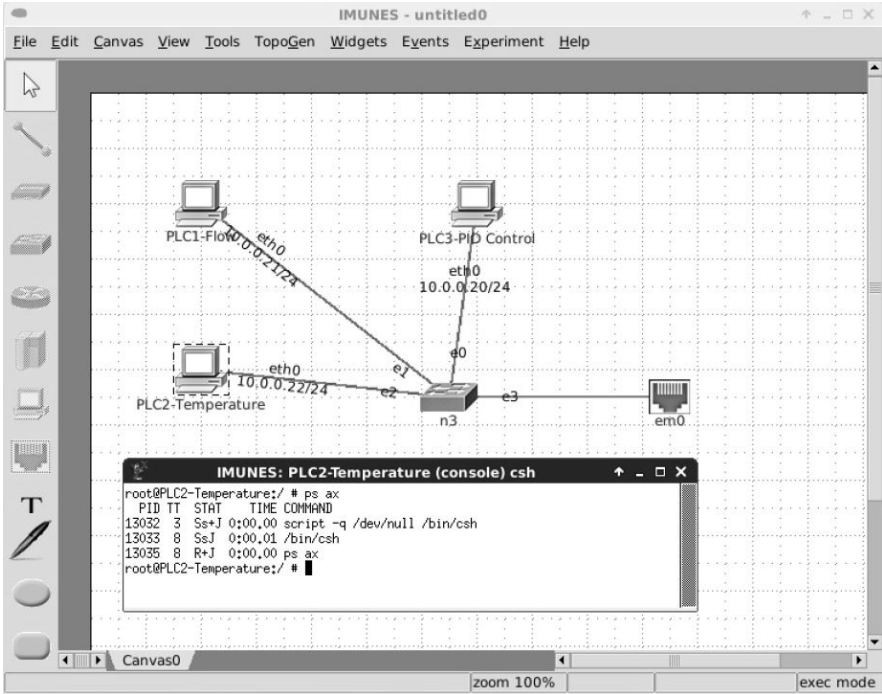 IMUNES - untitled0
File Edit Canvas View Tools TopoGen Widgets Events Experiment Help
PLC1-Flow
eth0
10.0.0.21/24
PLC3-PID Control
eth0
10.0.0.20/24
e0
e1
PLC2-Temperature
eth0
10.0.0.22/24
e2
n3
e3
em0
IMUNES: PLC2-Temperature (console) csh
root@PLC2-Temperature:/ # ps ax
PID TT STAT TIME COMMAND
13032 3 Ss+J 0:00.00 script -q /dev/null /bin/csh
13033 8 SsJ 0:00.01 /bin/csh
13035 8 R+J 0:00.00 ps ax
root@PLC2-Temperature:/ #
T
Canvas0
zoom 100%
exec mode